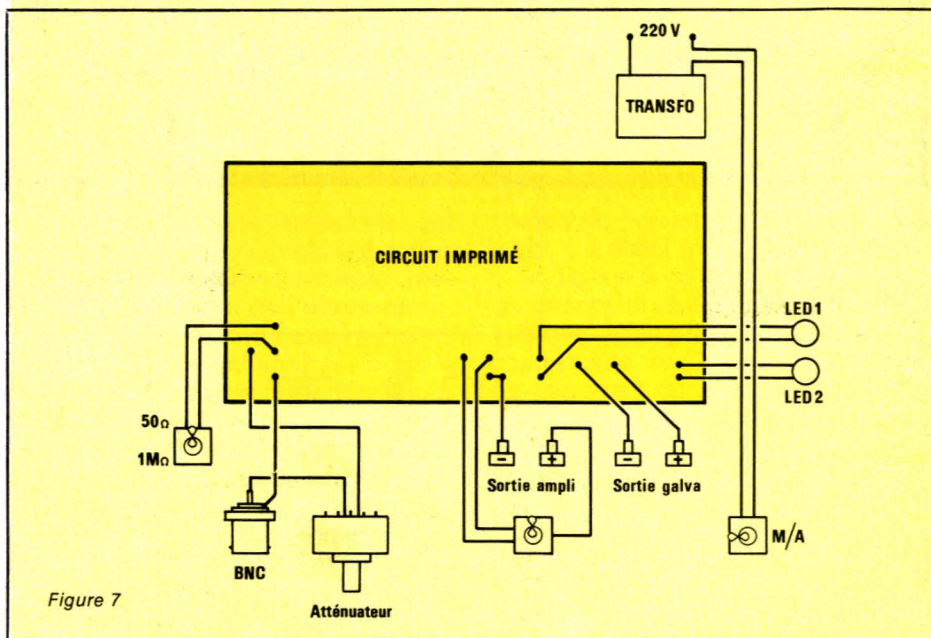 220 V
TRANSFO
CIRCUIT IMPRIMÉ
LED1
LED2
50Ω
1MΩ
- + - +
Sortie ampli Sortie galva
M/A
BNC
Atténuateur
Figure 7